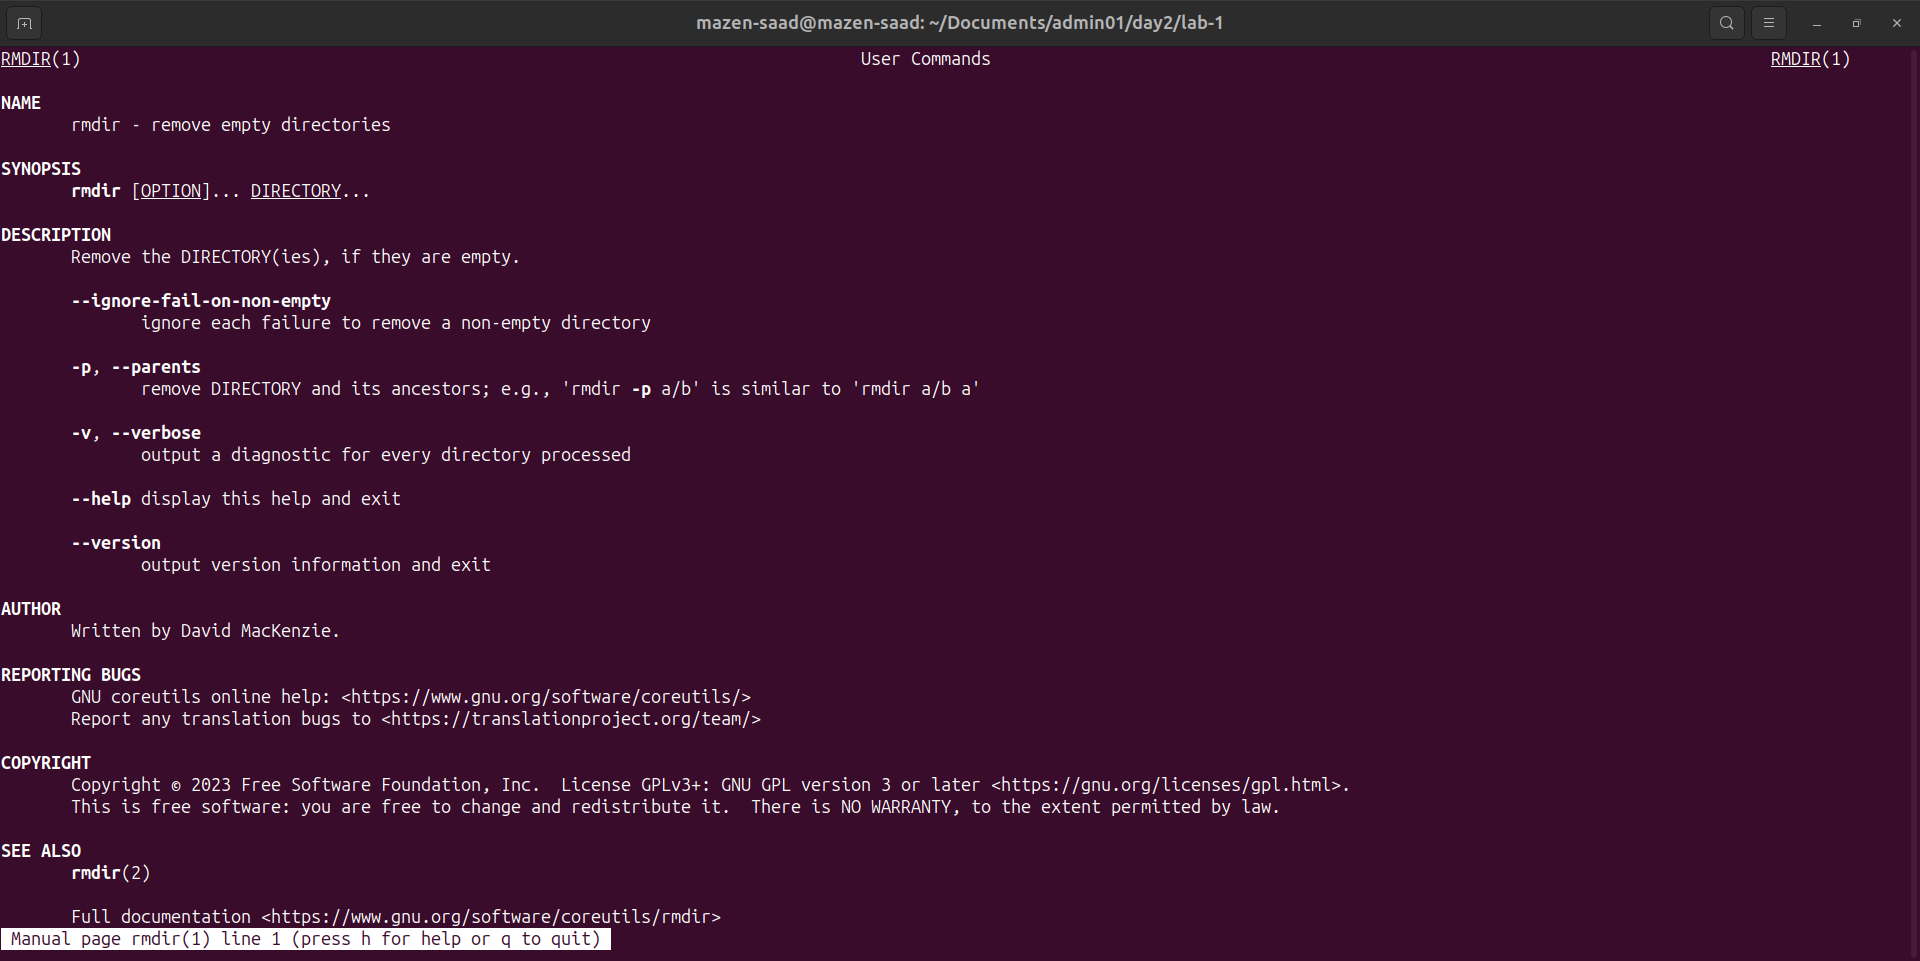 mazen-saad@mazen-saad: ~/Documents/admin01/day2/lab-1
RMDIR(1) User Commands RMDIR(1)
NAME
rmdir - remove empty directories
SYNOPSIS
rmdir [OPTION]... DIRECTORY...
DESCRIPTION
Remove the DIRECTORY(ies), if they are empty.
--ignore-fail-on-non-empty
ignore each failure to remove a non-empty directory
-p, --parents
remove DIRECTORY and its ancestors; e.g., 'rmdir -p a/b' is similar to 'rmdir a/b a'
-v, --verbose
output a diagnostic for every directory processed
--help display this help and exit
--version
output version information and exit
AUTHOR
Written by David MacKenzie.
REPORTING BUGS
GNU coreutils online help: <https://www.gnu.org/software/coreutils/>
Report any translation bugs to <https://translationproject.org/team/>
COPYRIGHT
Copyright © 2023 Free Software Foundation, Inc. License GPLv3+: GNU GPL version 3 or later <https://gnu.org/licenses/gpl.html>.
This is free software: you are free to change and redistribute it. There is NO WARRANTY, to the extent permitted by law.
SEE ALSO
rmdir(2)
Full documentation <https://www.gnu.org/software/coreutils/rmdir>
Manual page rmdir(1) line 1 (press h for help or q to quit)